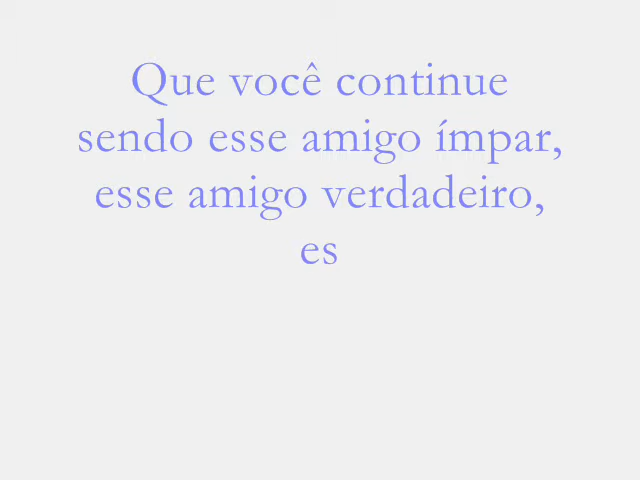 Que você continue
sendo esse amigo ímpar,
esse amigo verdadeiro,
es